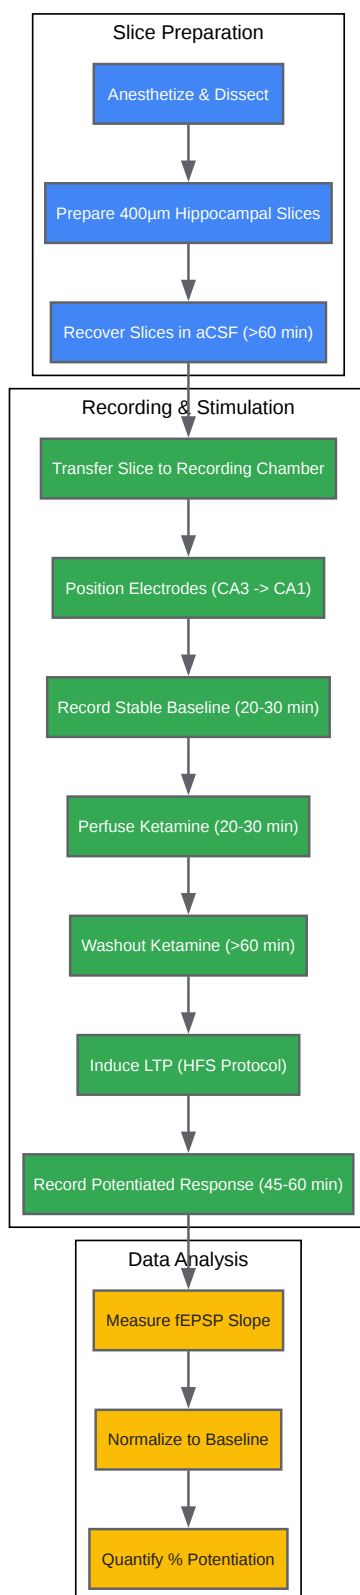 Slice Preparation
Anesthetize & Dissect
Prepare 400µm Hippocampal Slices
Recover Slices in aCSF (>60 min)
Recording & Stimulation
Transfer Slice to Recording Chamber
Position Electrodes (CA3 -> CA1)
Record Stable Baseline (20-30 min)
Perfuse Ketamine (20-30 min)
Washout Ketamine (>60 min)
Induce LTP (HFS Protocol)
Record Potentiated Response (45-60 min)
Data Analysis
Measure fEPSP Slope
Normalize to Baseline
Quantify % Potentiation